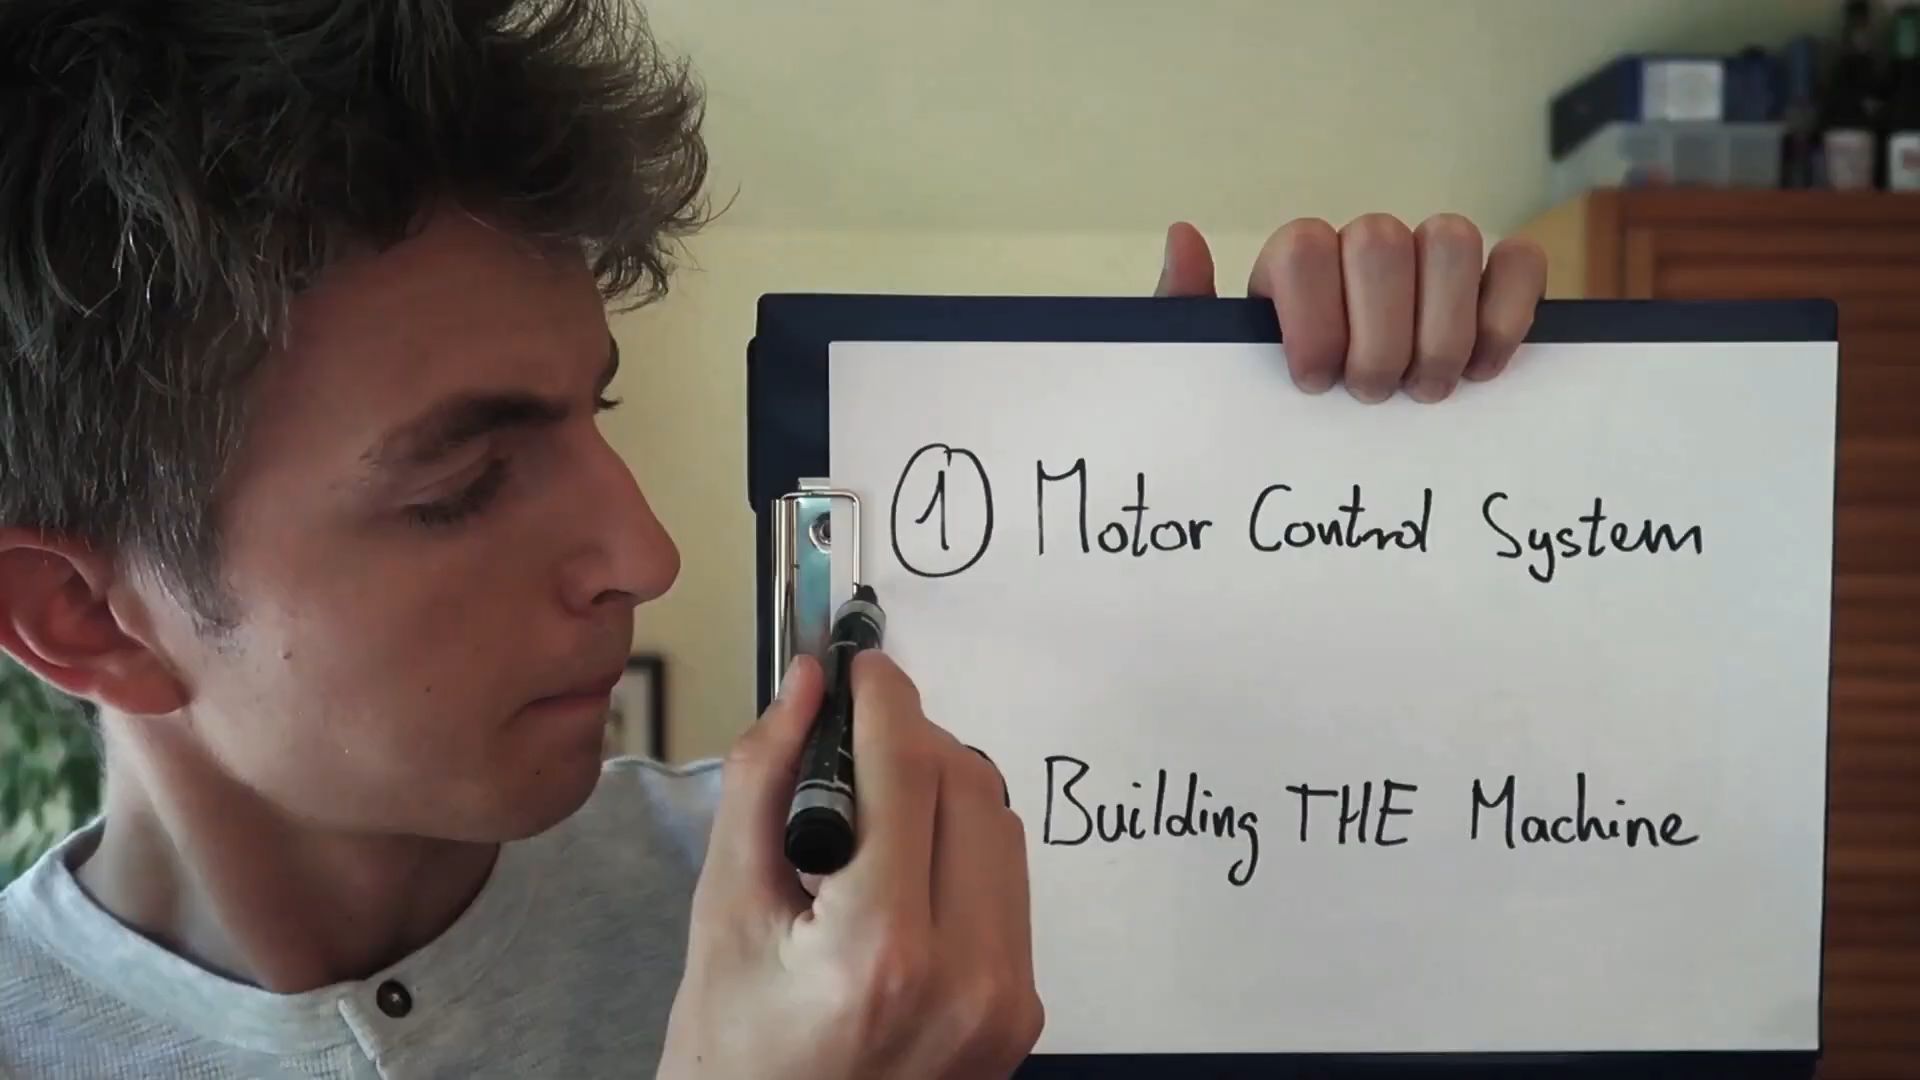 1 Motor Control System
Building THE Machine